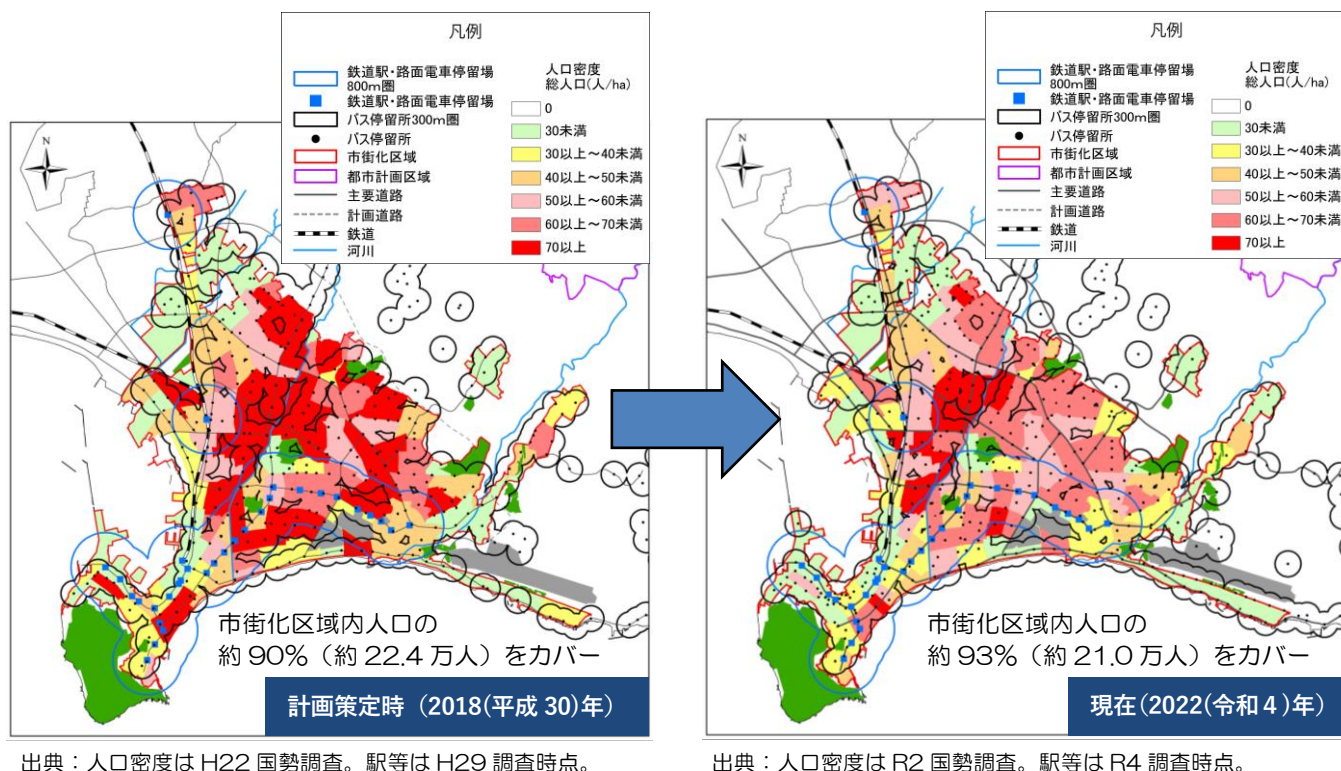 凡例
鉄道駅・路面電車停留場
800m圏
鉄道駅・路面電車停留場
バス停留所300m圏
バス停留所
市街化区域
都市計画区域
主要道路
計画道路
鉄道
河川
人口密度
総人口(人/ha)
0
30未満
30以上～40未満
40以上～50未満
50以上～60未満
60以上～70未満
70以上
N
市街化区域内人口の
約90%（約22.4万人）をカバー
計画策定時（2018(平成30)年）
出典：人口密度はH22国勢調査。駅等はH29調査時点。
凡例
鉄道駅・路面電車停留場
800m圏
鉄道駅・路面電車停留場
バス停留所300m圏
バス停留所
市街化区域
都市計画区域
主要道路
計画道路
鉄道
河川
人口密度
総人口(人/ha)
0
30未満
30以上～40未満
40以上～50未満
50以上～60未満
60以上～70未満
70以上
N
市街化区域内人口の
約93%（約21.0万人）をカバー
現在（2022(令和４)年）
出典：人口密度はR2国勢調査。駅等はR4調査時点。